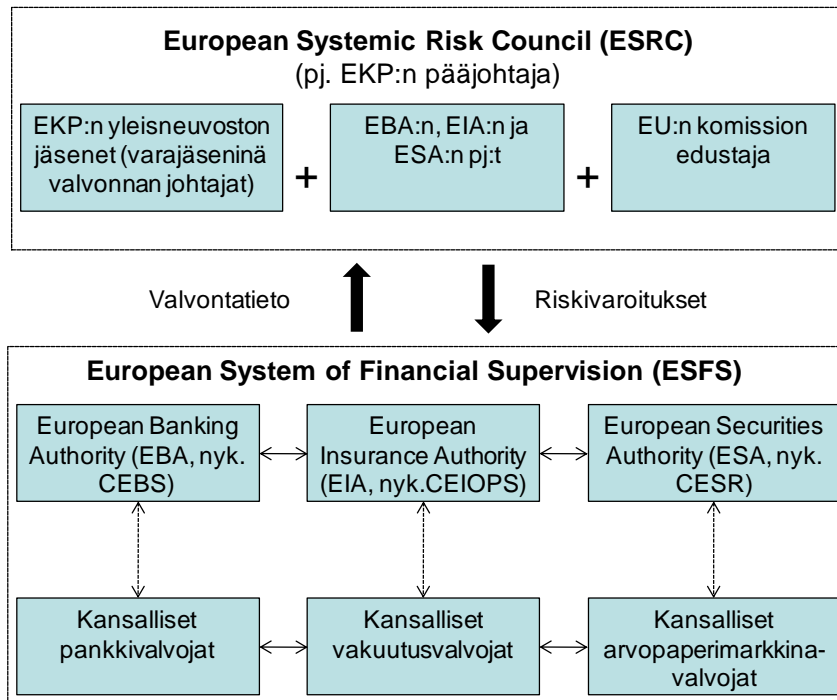 European Systemic Risk Council (ESRC)
(pj. EKP:n pääjohtaja)
EKP:n yleisneuvoston
jäsenet (varajäseninä
valvonnan johtajat)
+
EBA:n, EIA:n ja
ESA:n pj:t
+
EU:n komission
edustaja
Valvontatieto
Riskivaroitukset
European System of Financial Supervision (ESFS)
European Banking
Authority (EBA, nyk.
CEBS)
European
Insurance Authority
(EIA, nyk.CEIOPS)
European Securities
Authority (ESA, nyk.
CESR)
Kansalliset
pankkivalvojat
Kansalliset
vakuutusvalvojat
Kansalliset
arvopaperimarkkina-
valvojat